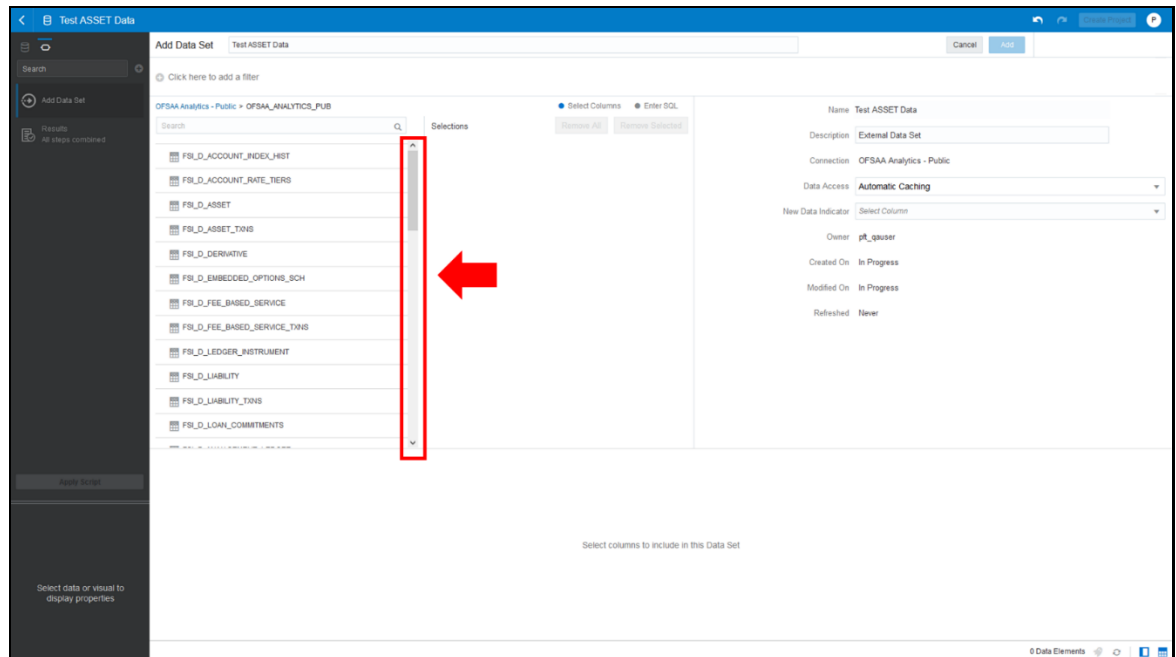 Test ASSET Data
Create Project
P
Search
Add Data Set
Results
All steps combined
Apply Script
Select data or visual to
display properties
Add Data Set
Test ASSET Data
Cancel
Add
Click here to add a filter
OFSAA Analytics - Public > OFSAA_ANALYTICS_PUB
Select Columns
Enter SQL
Search
Selections
Remove All
Remove Selected
FSI_D_ACCOUNT_INDEX_HIST
FSI_D_ACCOUNT_RATE_TIERS
FSI_D_ASSET
FSI_D_ASSET_TXNS
FSI_D_DERIVATIVE
FSI_D_EMBEDDED_OPTIONS_SCH
FSI_D_FEE_BASED_SERVICE
FSI_D_FEE_BASED_SERVICE_TXNS
FSI_D_LEDGER_INSTRUMENT
FSI_D_LIABILITY
FSI_D_LIABILITY_TXNS
FSI_D_LOAN_COMMITMENTS
Name Test ASSET Data
Description External Data Set
Connection OFSAA Analytics - Public
Data Access Automatic Caching
New Data Indicator Select Column
Owner pft_qauser
Created On In Progress
Modified On In Progress
Refreshed Never
Select columns to include in this Data Set
0 Data Elements